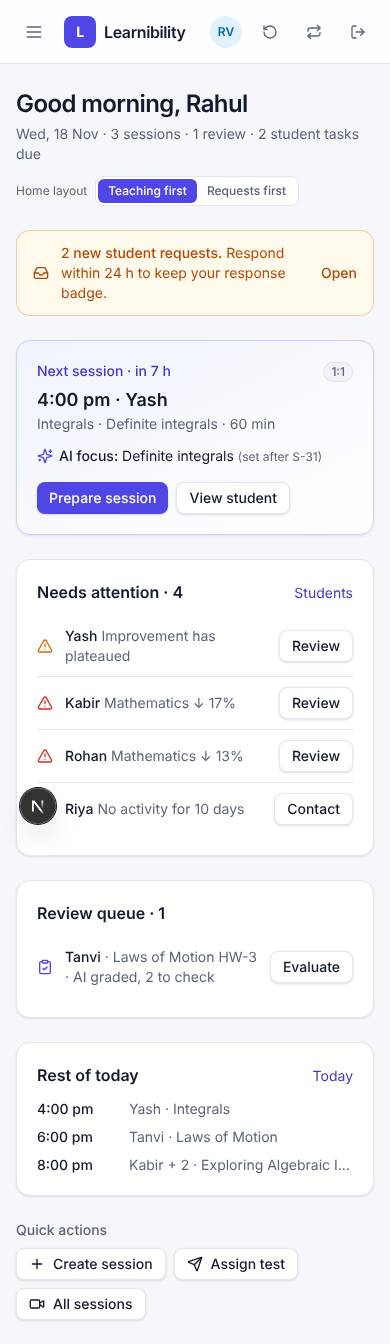 L Learnibility RV
Good morning, Rahul
Wed, 18 Nov · 3 sessions · 1 review · 2 student tasks
due
Home layout Teaching first Requests first
2 new student requests. Respond
within 24 h to keep your response
badge.
Open
Next session · in 7 h 1:1
4:00 pm · Yash
Integrals · Definite integrals · 60 min
AI focus: Definite integrals (set after S-31)
Prepare session View student
Needs attention · 4 Students
Yash Improvement has
plateaued
Review
Kabir Mathematics ↓ 17% Review
Rohan Mathematics ↓ 13% Review
N Riya No activity for 10 days Contact
Review queue · 1
Tanvi · Laws of Motion HW-3
· AI graded, 2 to check
Evaluate
Rest of today Today
4:00 pm Yash · Integrals
6:00 pm Tanvi · Laws of Motion
8:00 pm Kabir + 2 · Exploring Algebraic I...
Quick actions
Create session Assign test
All sessions